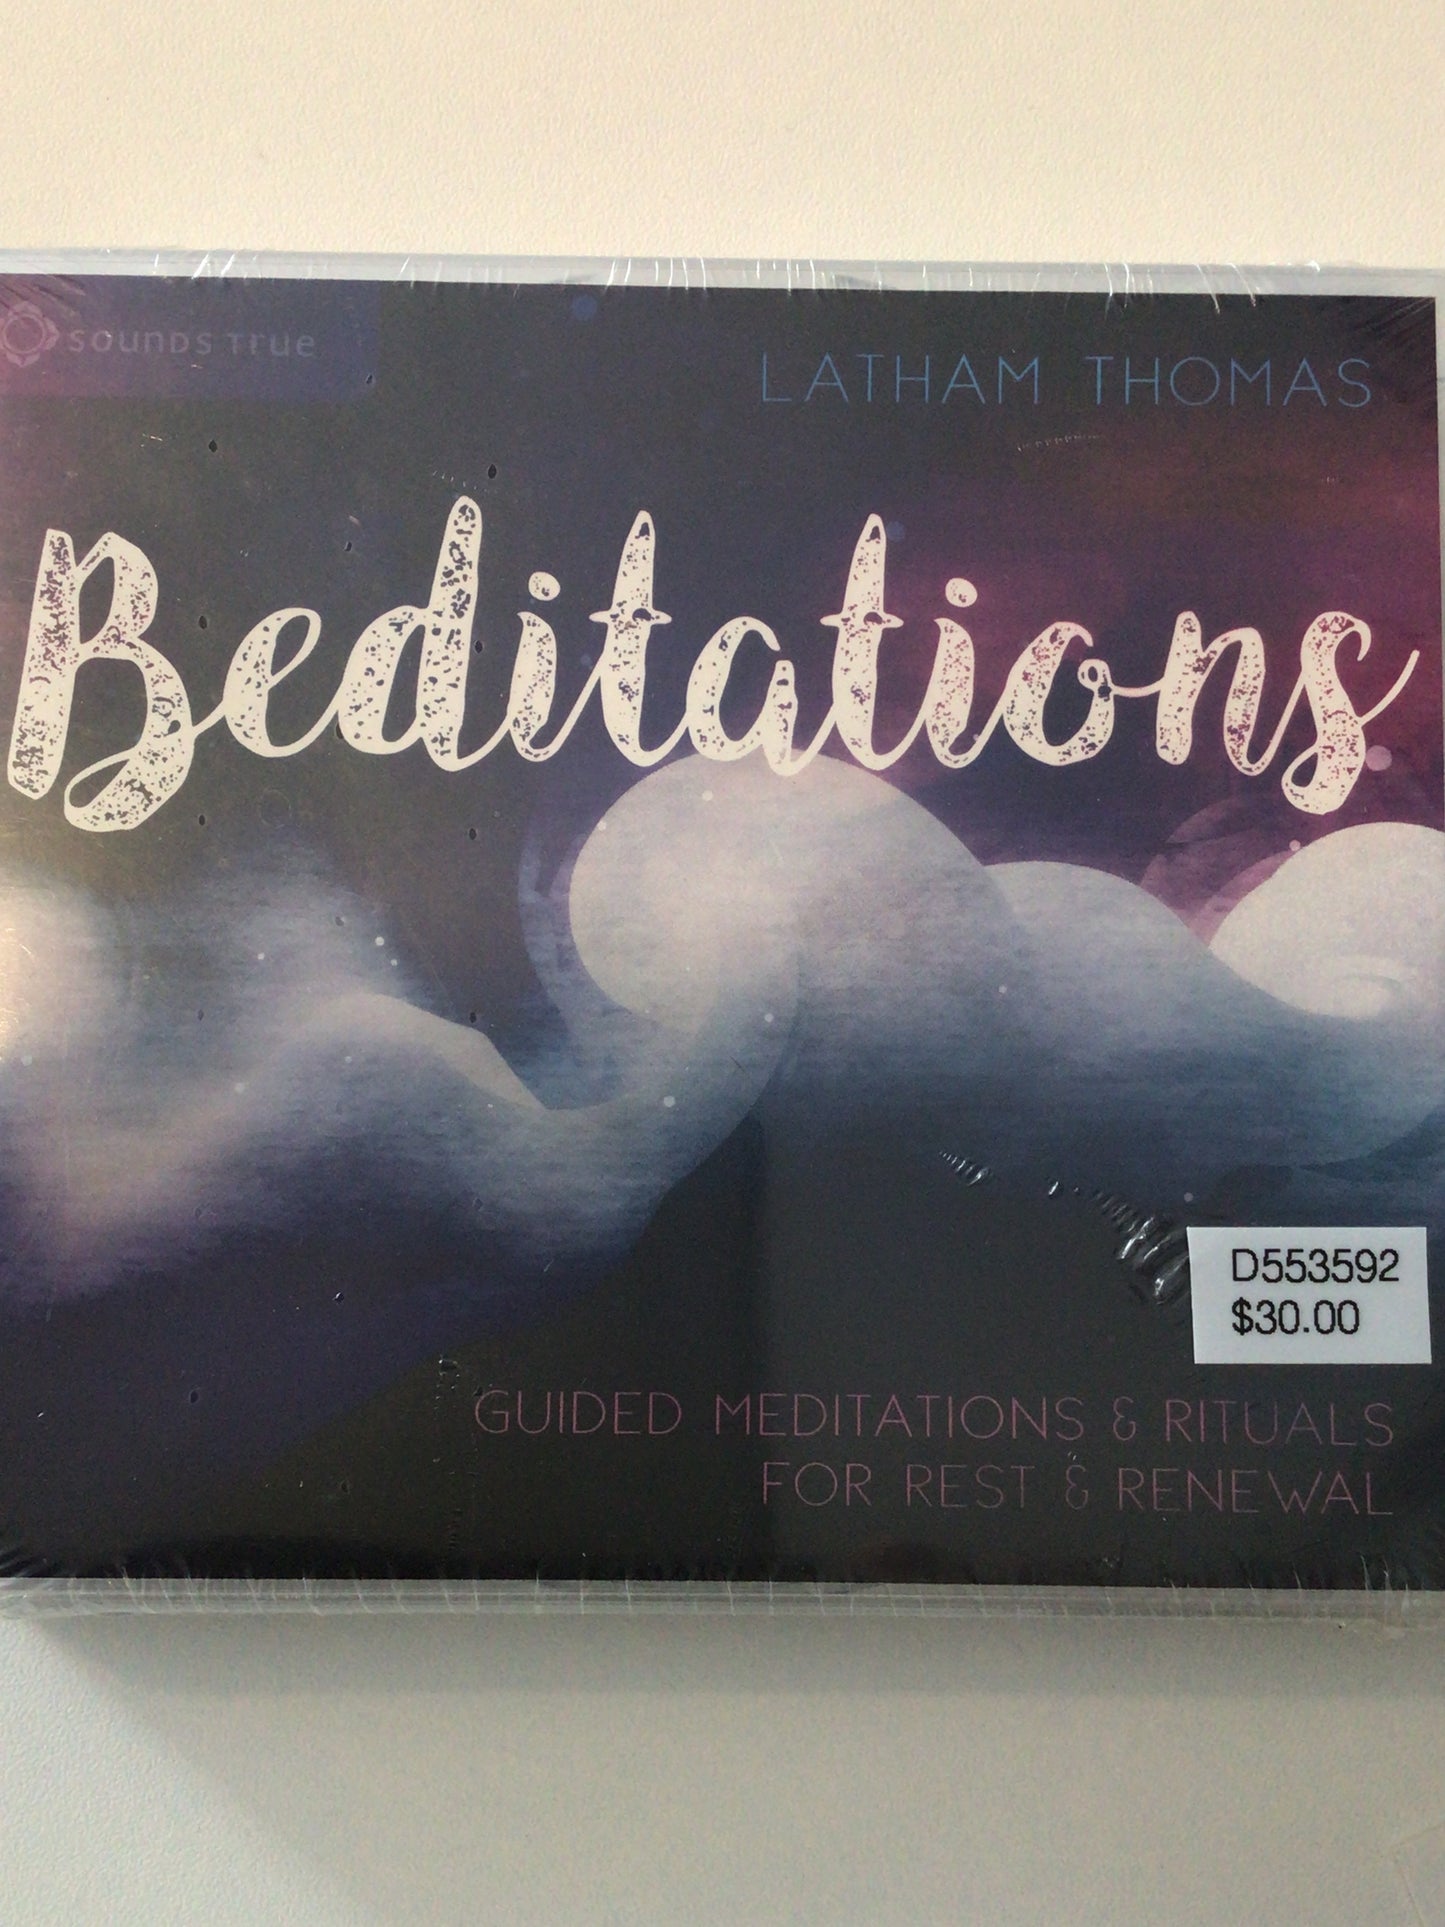 sounds true
LATHAM THOMAS
Beditations
D553592
$30.00
GUIDED MEDITATIONS & RITUALS
FOR REST & RENEWAL